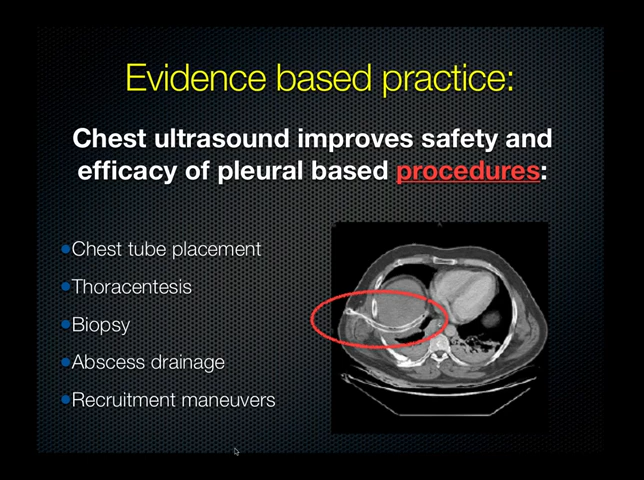 Evidence based practice:
Chest ultrasound improves safety and
efficacy of pleural based procedures:
Chest tube placement
Thoracentesis
Biopsy
Abscess drainage
Recruitment maneuvers